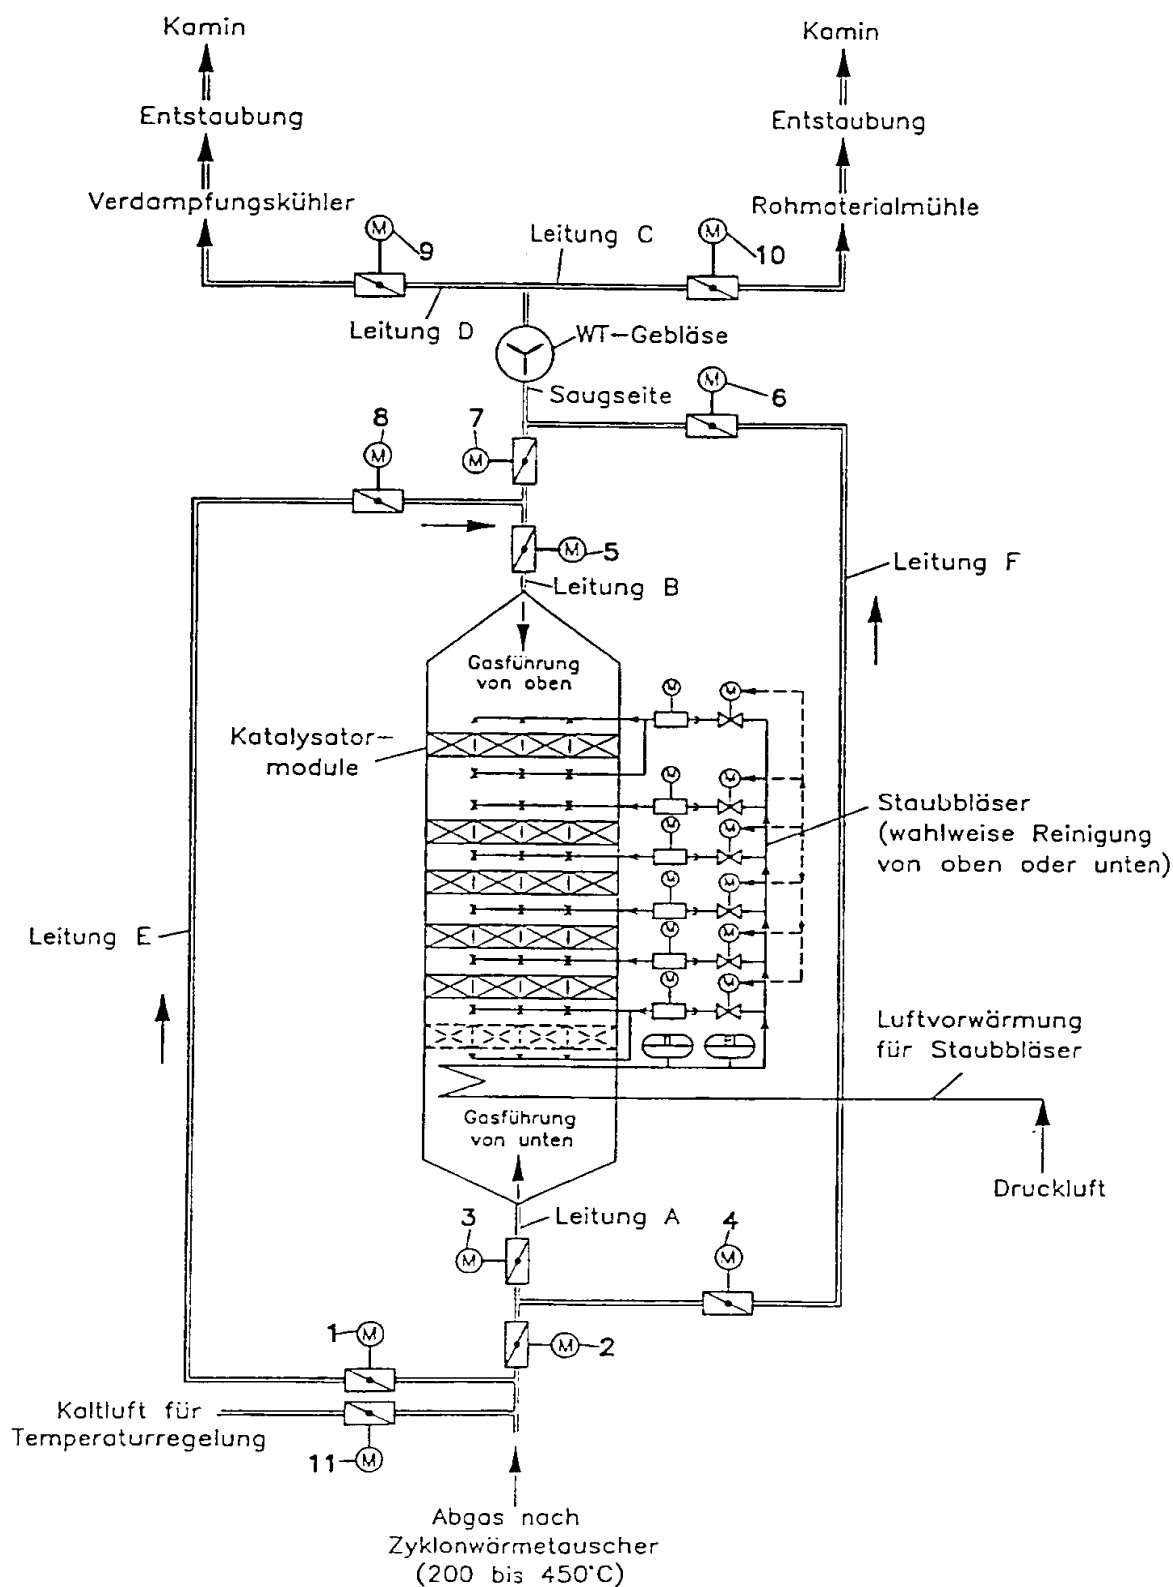 Kamin
Kamin
Entstaubung
Entstaubung
Verdampfungskühler
Rohmaterialmühle
M
9
Leitung C
M
10
Leitung D
WT-Gebläse
Saugseite
M
6
8
M
7
M
M
5
Leitung B
Leitung F
Gasführung
von oben
Katalysator-
module
M
M
M
M
M
M
M
M
M
M
M
M
Staubbläser
(wahlweise Reinigung
von oben oder unten)
Leitung E
Luftvorwärmung
für Staubbläser
Gasführung
von unten
Druckluft
3
M
Leitung A
4
M
1
M
M
2
Kaltluft für
Temperaturregelung
11
M
Abgas nach
Zyklonwärmetauscher
(200 bis 450°C)